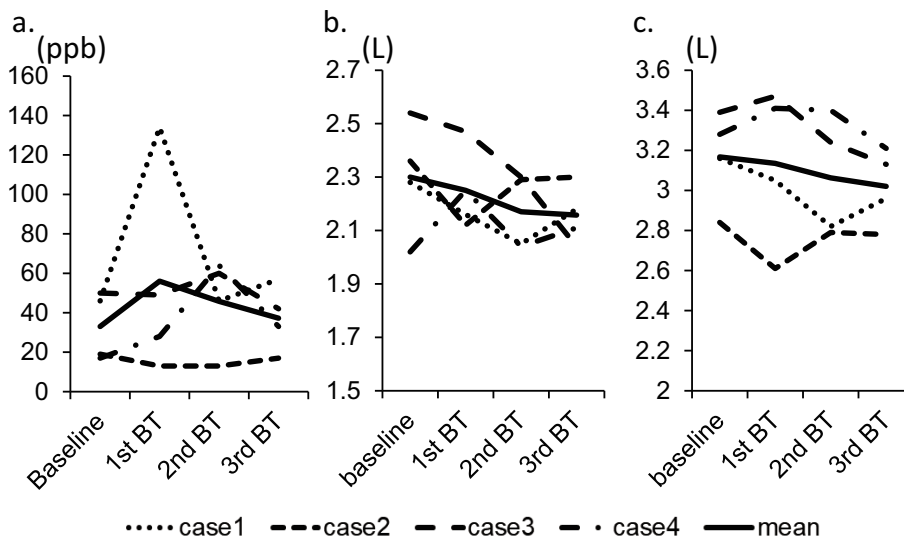 a.
(ppb)
160
140
120
100
80
60
40
20
0
Baseline
1st BT
2nd BT
3rd BT
b.
(L)
2.7
2.5
2.3
2.1
1.9
1.7
1.5
baseline
1st BT
2nd BT
3rd BT
c.
(L)
3.6
3.4
3.2
3
2.8
2.6
2.4
2.2
2
baseline
1st BT
2nd BT
3rd BT
case1 case2 case3 case4 mean